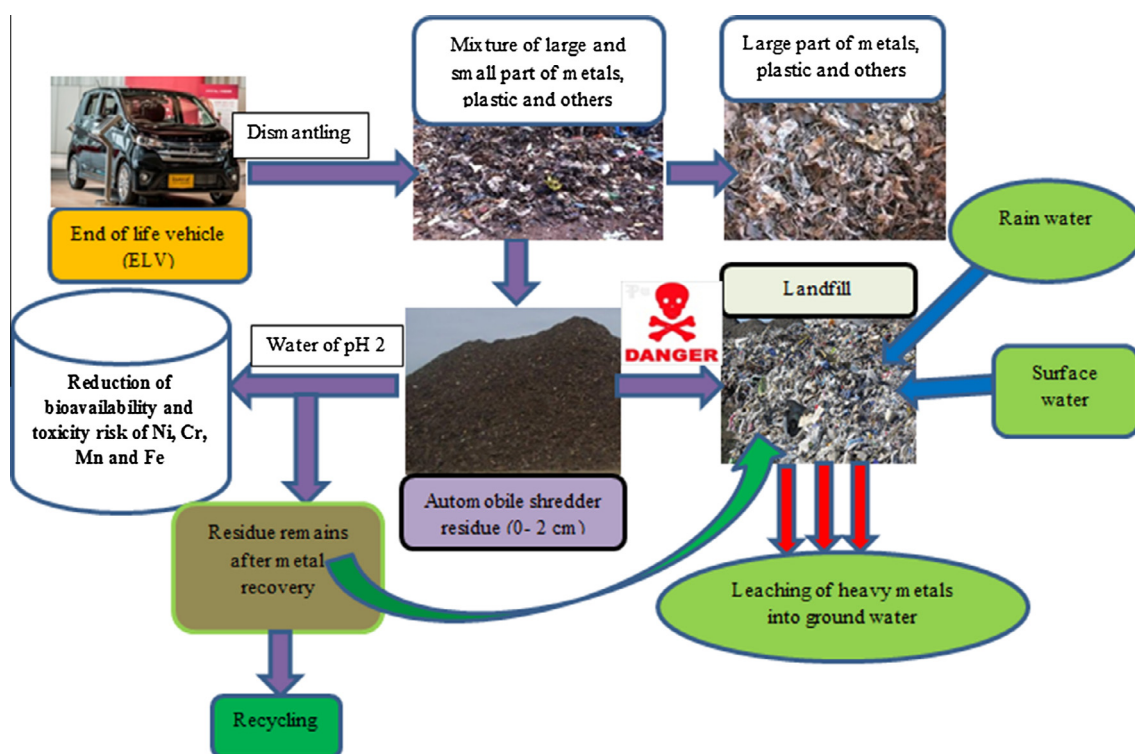 Mixture of large and
small part of metals,
plastic and others
Large part of metals,
plastic and others
Dismantling
End of life vehicle
(ELV)
Rain water
Landfill
DANGER
Water of pH 2
Surface
water
Reduction of
bioavailability and
toxicity risk of Ni, Cr,
Mn and Fe
Automobile shredder
residue (0- 2 cm)
Residue remains
after metal
recovery
Leaching of heavy metals
into ground water
Recycling